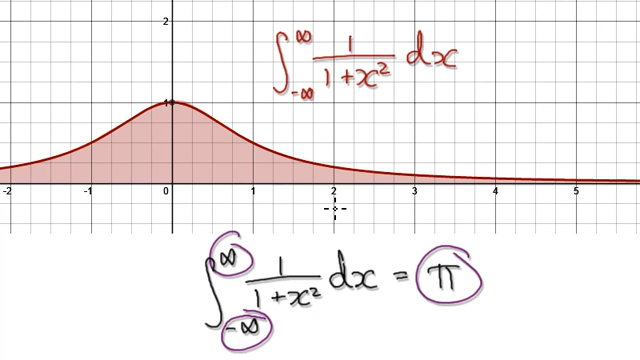 2
∫_{-∞}^{∞} 1/(1+x²) dx
1
-2 -1 0 1 2 3 4 5
∫_{-∞}^{∞} 1/(1+x²) dx = π